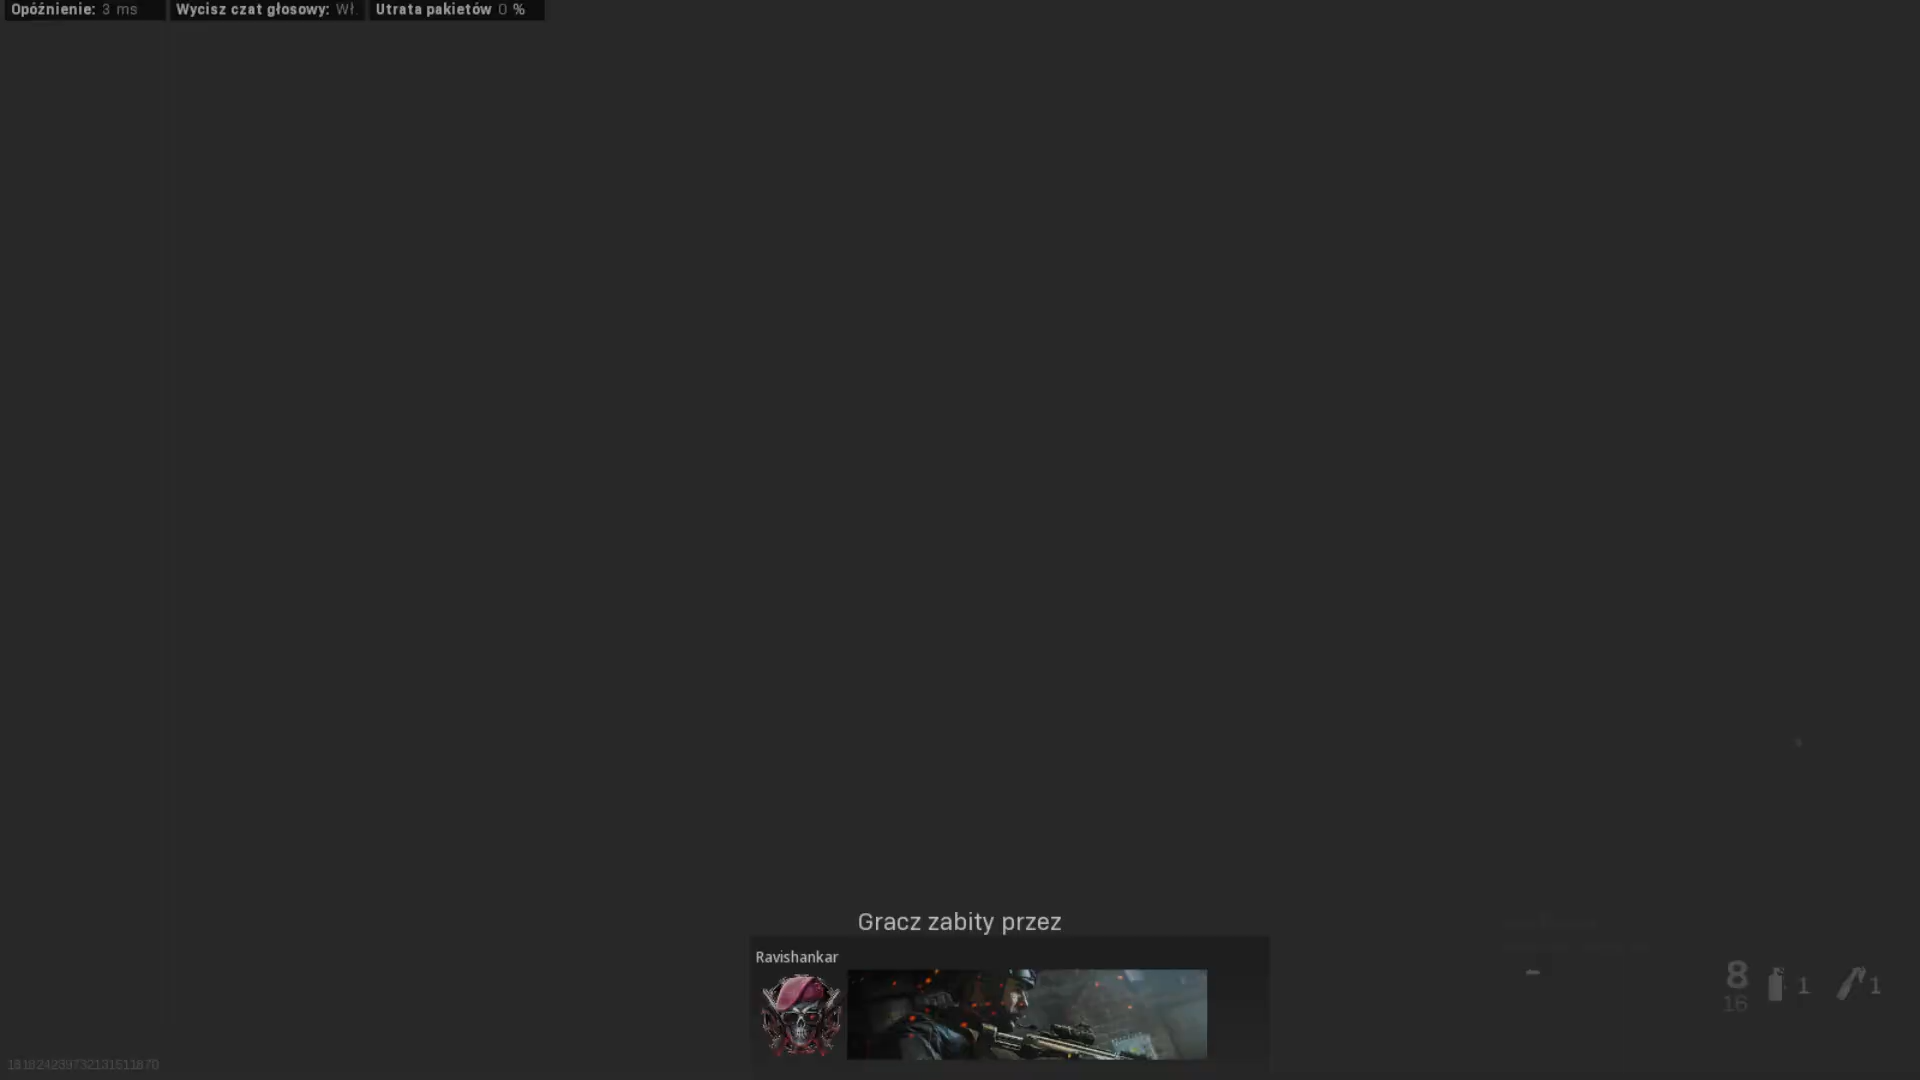 Opóźnienie: 3 ms Wycisz czat głosowy: Wł. Utrata pakietów 0 %
Gracz zabity przez
Ravishankar
8 1 1
16